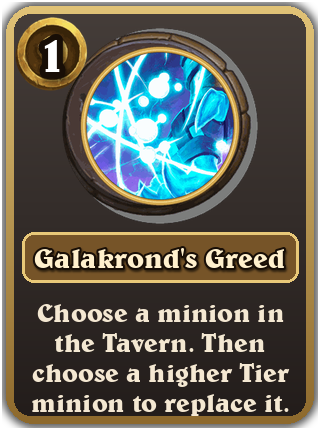 1
Galakrond's Greed
Choose a minion in
the Tavern. Then
choose a higher Tier
minion to replace it.